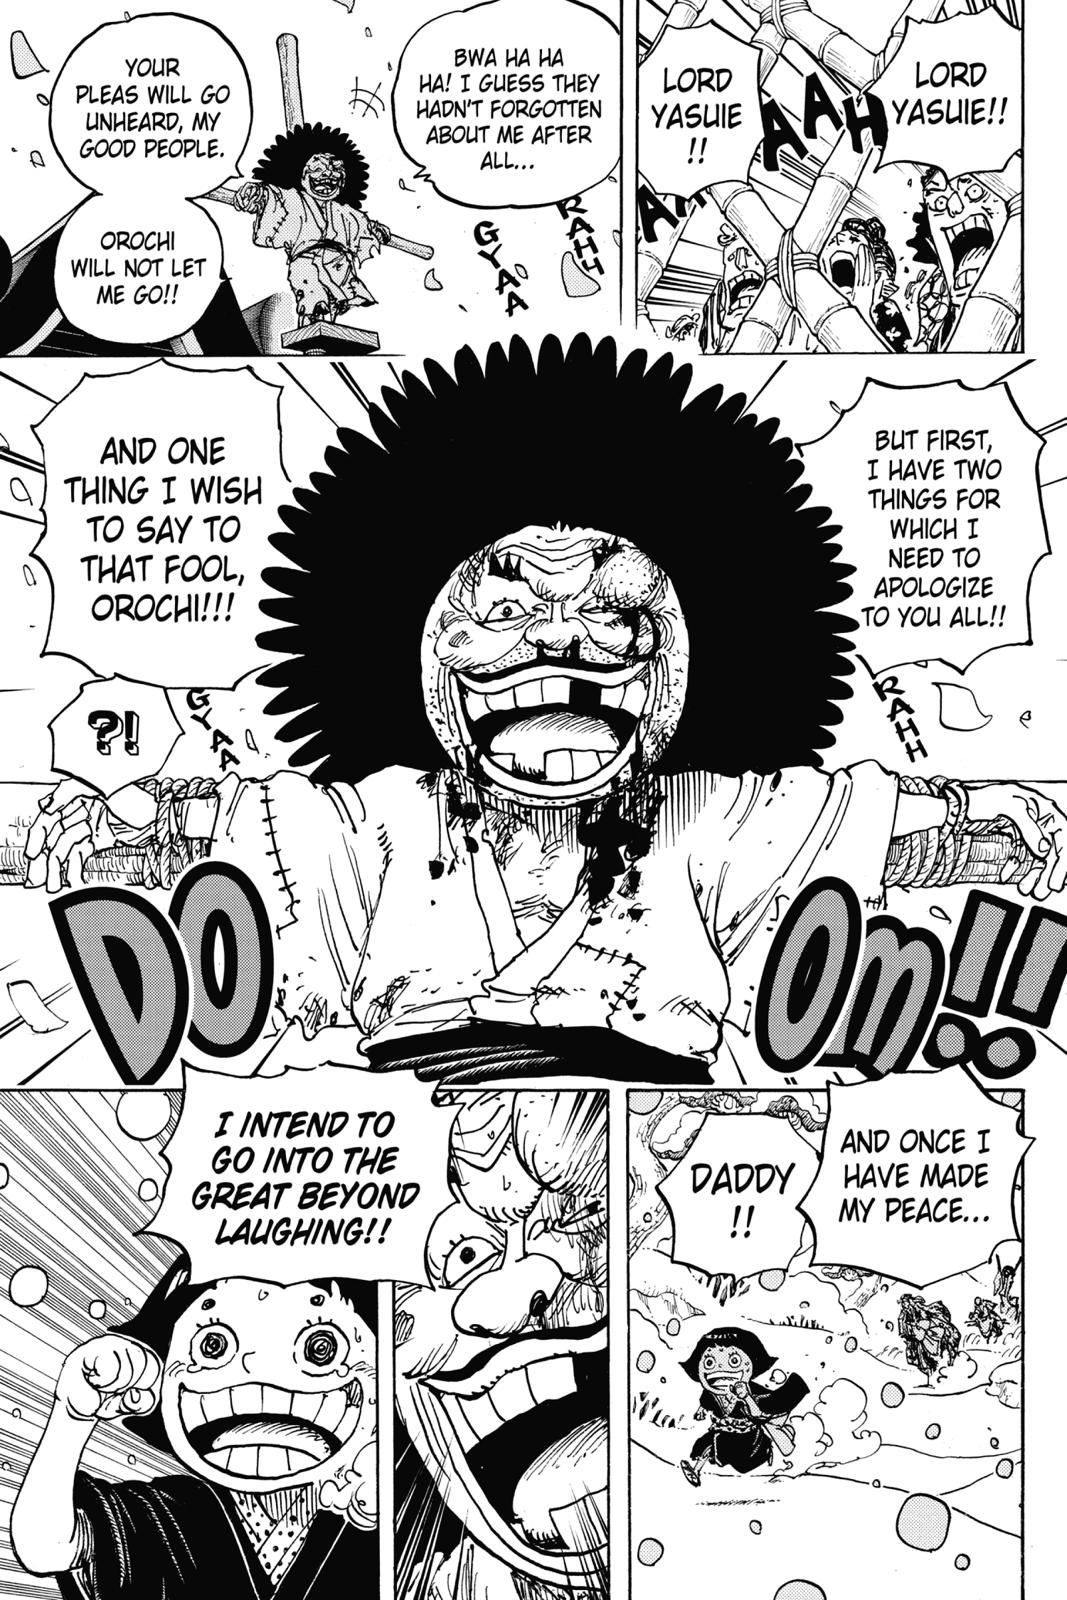 LORD
YASUIE!!
AAAH
LORD
YASUIE
!!
AAH
BWA HA HA
HA! I GUESS THEY
HADN'T FORGOTTEN
ABOUT ME AFTER
ALL...
RAHH
GYAA
YOUR
PLEAS WILL GO
UNHEARD, MY
GOOD PEOPLE.
OROCHI
WILL NOT LET
ME GO!!
BUT FIRST,
I HAVE TWO
THINGS FOR
WHICH I
NEED TO
APOLOGIZE
TO YOU ALL!!
RAHH
AND ONE
THING I WISH
TO SAY TO
THAT FOOL,
OROCHI!!!
GYAA
?!
DOOM!!
AND ONCE I
HAVE MADE
MY PEACE...
DADDY
!!
I INTEND TO
GO INTO THE
GREAT BEYOND
LAUGHING!!